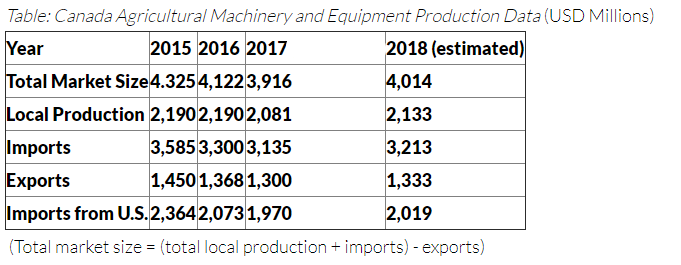 Table: Canada Agricultural Machinery and Equipment Production Data (USD Millions)
Year 2015 2016 2017 2018 (estimated)
Total Market Size 4.325 4,122 3,916 4,014
Local Production 2,190 2,190 2,081 2,133
Imports 3,585 3,300 3,135 3,213
Exports 1,450 1,368 1,300 1,333
Imports from U.S. 2,364 2,073 1,970 2,019
(Total market size = (total local production + imports) - exports)